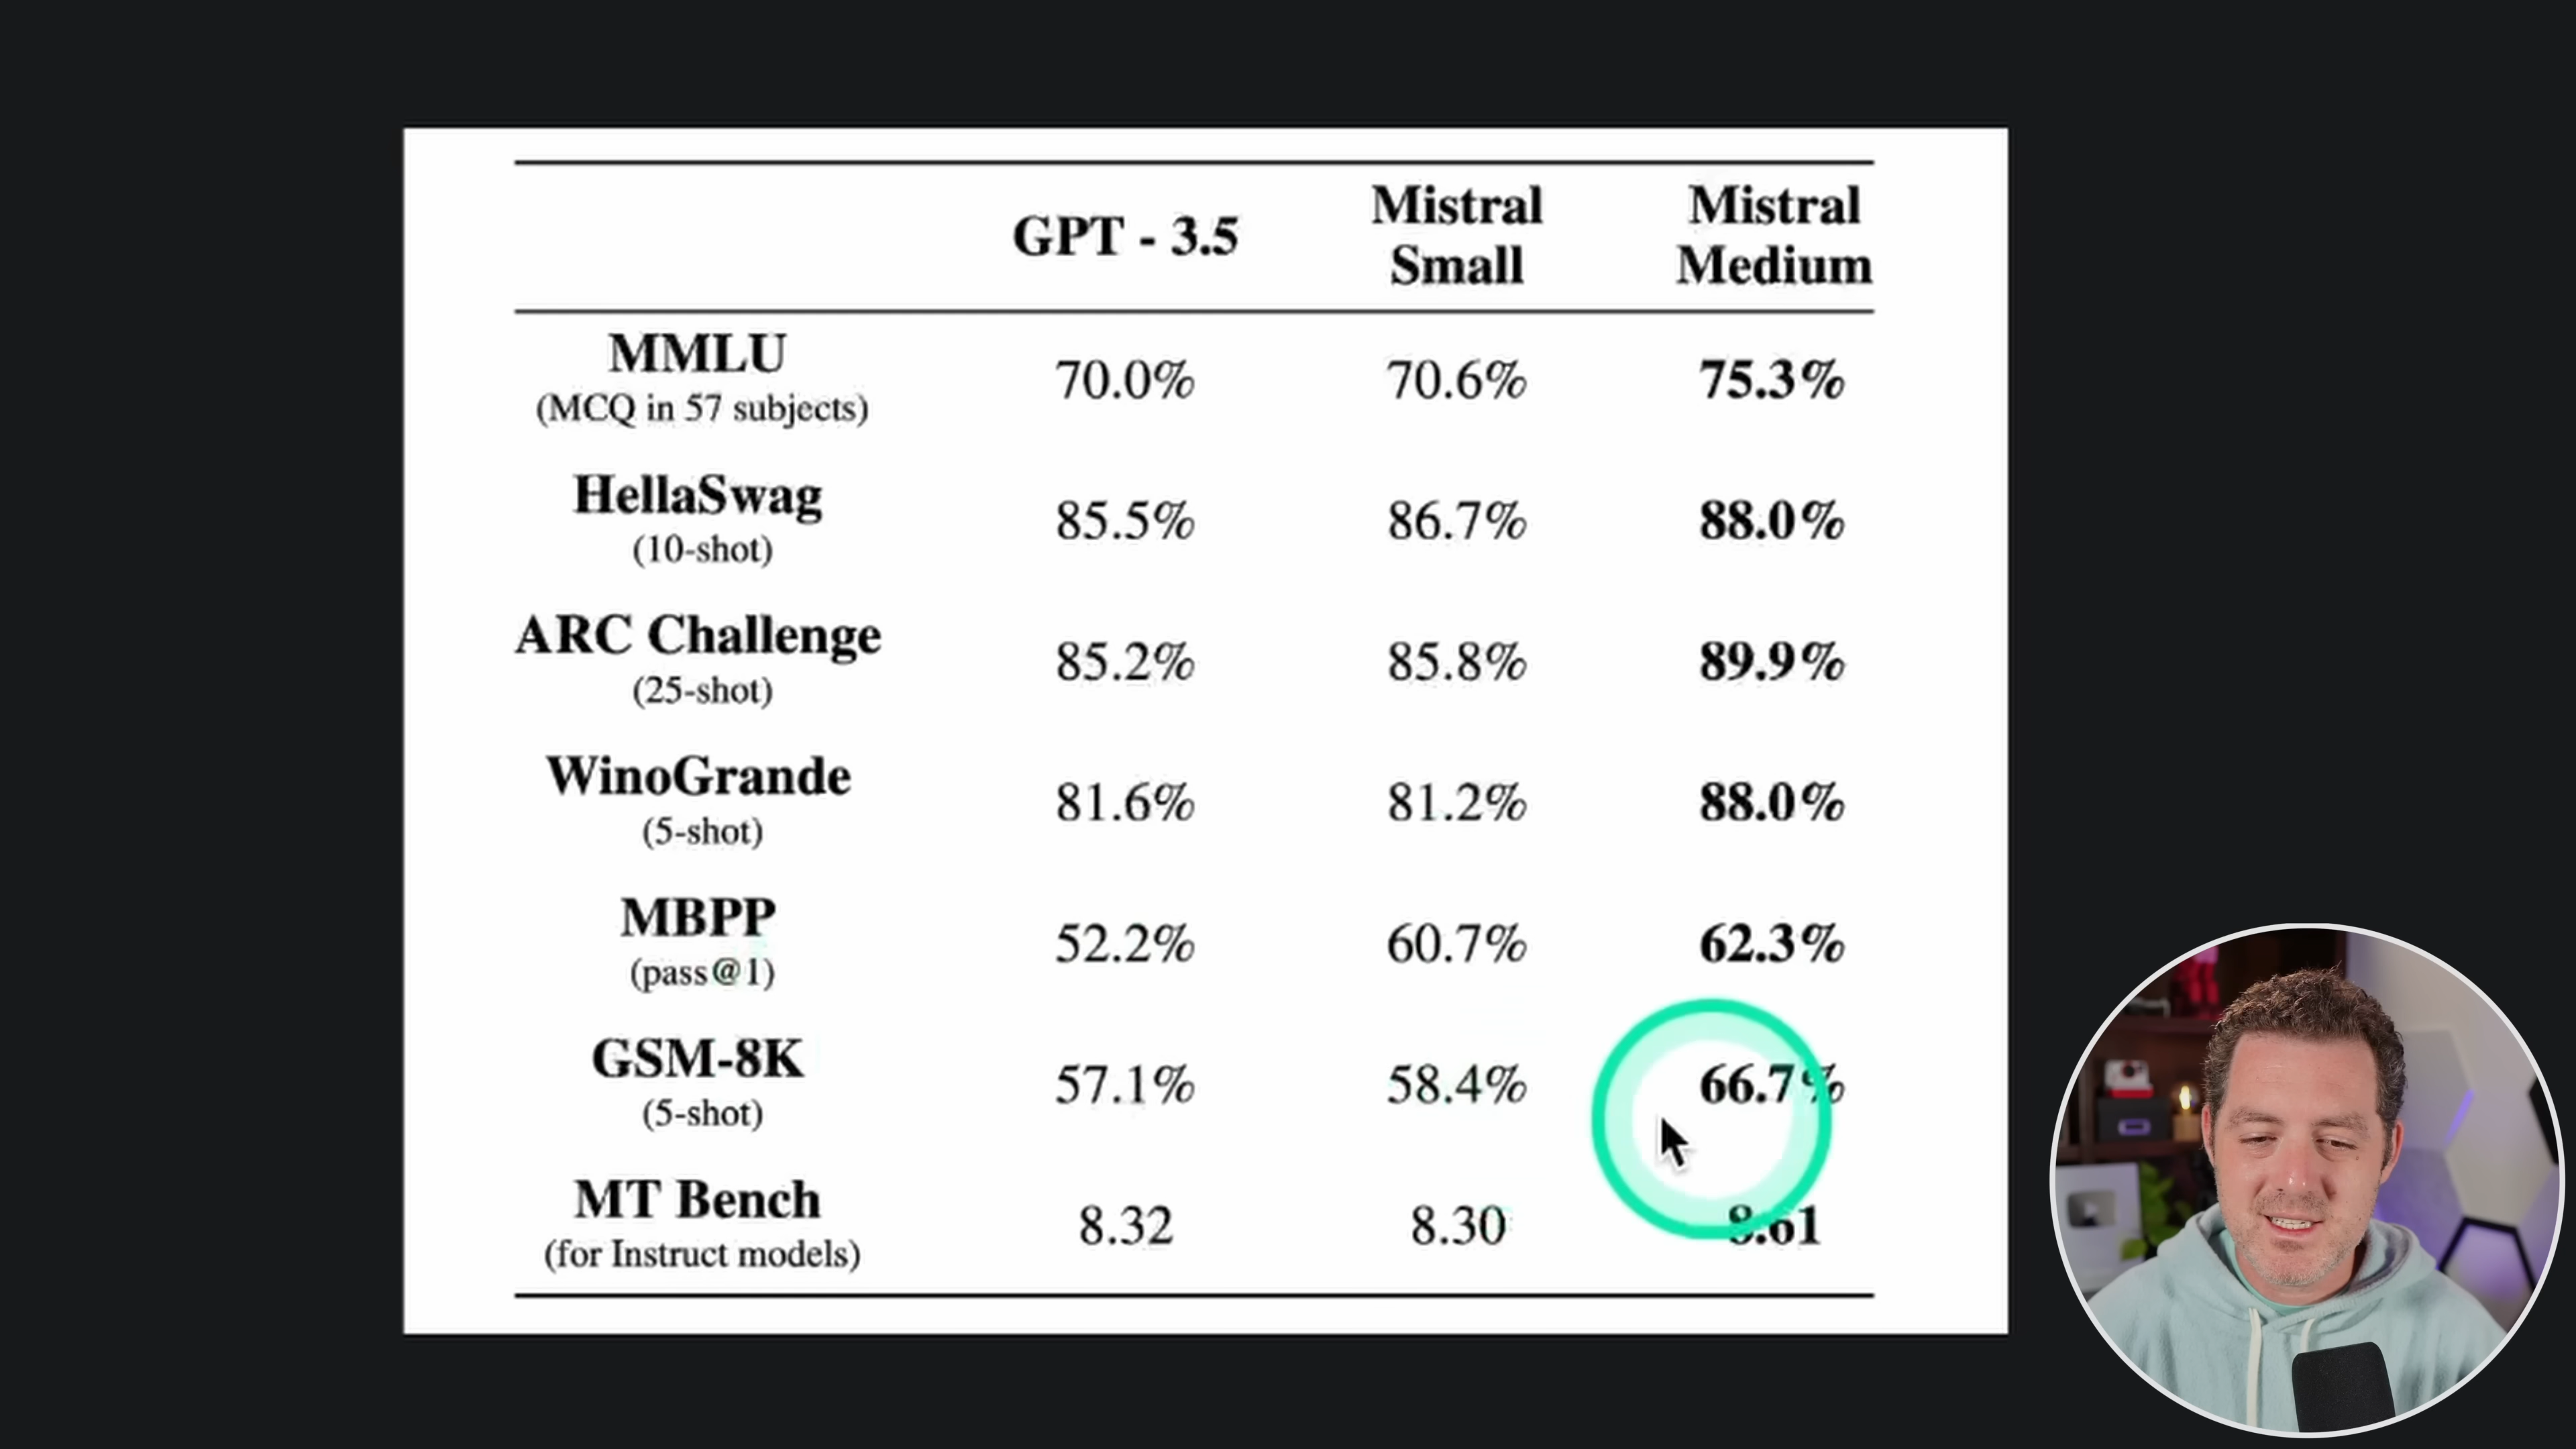 GPT - 3.5 Mistral Small Mistral Medium
MMLU 70.0% 70.6% 75.3%
(MCQ in 57 subjects)
HellaSwag 85.5% 86.7% 88.0%
(10-shot)
ARC Challenge 85.2% 85.8% 89.9%
(25-shot)
WinoGrande 81.6% 81.2% 88.0%
(5-shot)
MBPP 52.2% 60.7% 62.3%
(pass@1)
GSM-8K 57.1% 58.4% 66.7%
(5-shot)
MT Bench 8.32 8.30 8.61
(for Instruct models)